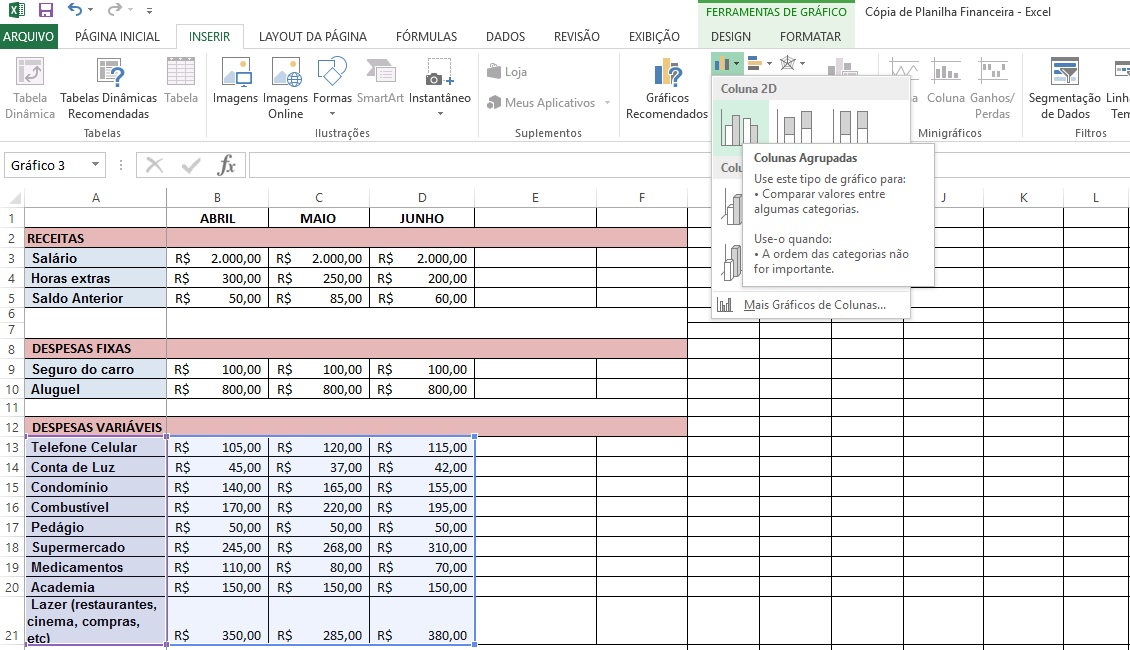 FERRAMENTAS DE GRÁFICO
Cópia de Planilha Financeira - Excel
ARQUIVO PÁGINA INICIAL INSERIR LAYOUT DA PÁGINA FÓRMULAS DADOS REVISÃO EXIBIÇÃO DESIGN FORMATAR
Tabela Dinâmica
Tabelas Dinâmicas Recomendadas
Tabela
Tabelas
Imagens
Imagens Online
Formas
SmartArt
Instantâneo
Ilustrações
Loja
Meus Aplicativos
Suplementos
Gráficos Recomendados
Coluna
Ganhos/ Perdas
Minigráficos
Segmentação de Dados
Filtros
Coluna 2D
Colunas Agrupadas
Use este tipo de gráfico para:
• Comparar valores entre
algumas categorias.
Use-o quando:
• A ordem das categorias não
for importante.
Mais Gráficos de Colunas...
Gráfico 3
fx
A B C D E F J K L
1 ABRIL MAIO JUNHO
2 RECEITAS
3 Salário R$ 2.000,00 R$ 2.000,00 R$ 2.000,00
4 Horas extras R$ 300,00 R$ 250,00 R$ 200,00
5 Saldo Anterior R$ 50,00 R$ 85,00 R$ 60,00
6
7
8 DESPESAS FIXAS
9 Seguro do carro R$ 100,00 R$ 100,00 R$ 100,00
10 Aluguel R$ 800,00 R$ 800,00 R$ 800,00
11
12 DESPESAS VARIÁVEIS
13 Telefone Celular R$ 105,00 R$ 120,00 R$ 115,00
14 Conta de Luz R$ 45,00 R$ 37,00 R$ 42,00
15 Condomínio R$ 140,00 R$ 165,00 R$ 155,00
16 Combustível R$ 170,00 R$ 220,00 R$ 195,00
17 Pedágio R$ 50,00 R$ 50,00 R$ 50,00
18 Supermercado R$ 245,00 R$ 268,00 R$ 310,00
19 Medicamentos R$ 110,00 R$ 80,00 R$ 70,00
20 Academia R$ 150,00 R$ 150,00 R$ 150,00
Lazer (restaurantes,
cinema, compras,
21 etc) R$ 350,00 R$ 285,00 R$ 380,00